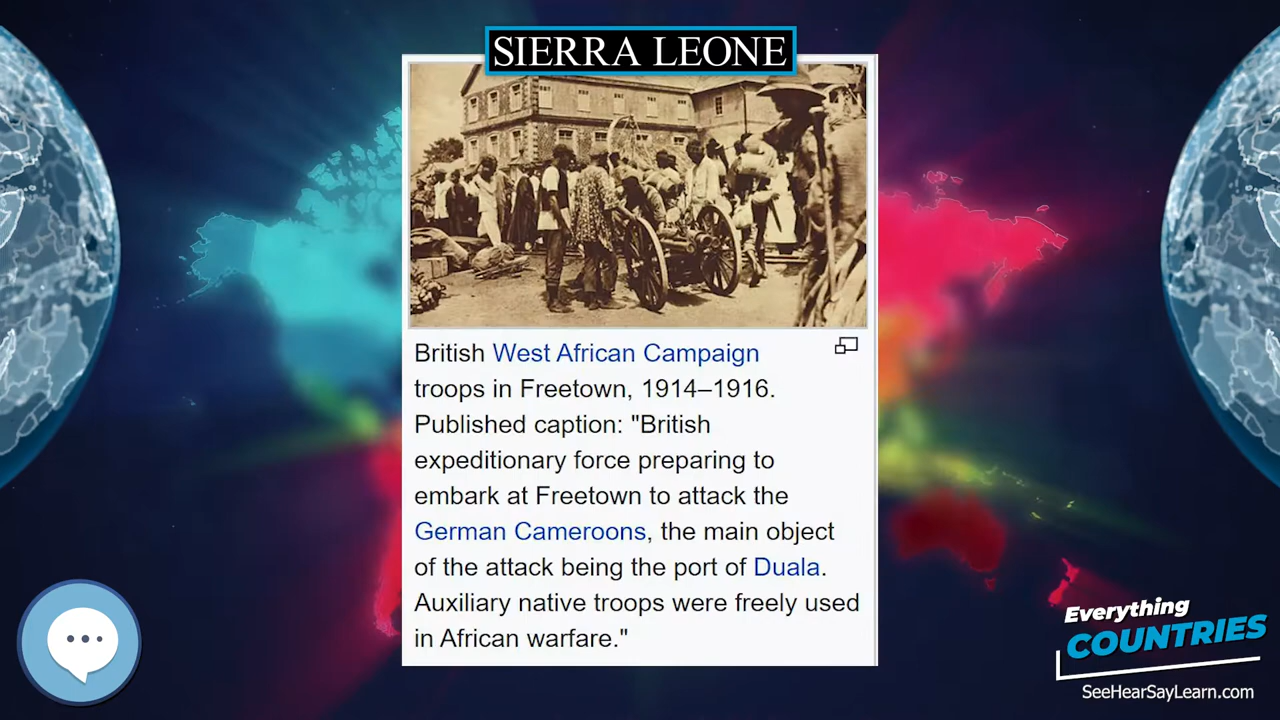 SIERRA LEONE
British West African Campaign
troops in Freetown, 1914–1916.
Published caption: "British
expeditionary force preparing to
embark at Freetown to attack the
German Cameroons, the main object
of the attack being the port of Duala.
Auxiliary native troops were freely used
in African warfare."
Everything
COUNTRIES
SeeHearSayLearn.com